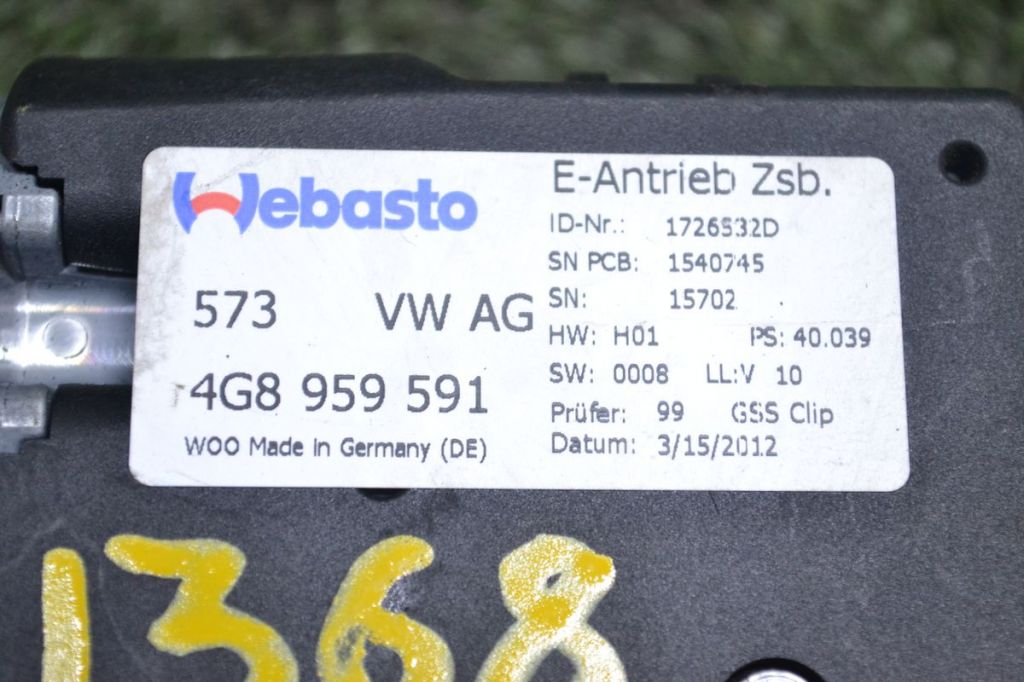 Webasto
573 VW AG
4G8 959 591
WOO Made in Germany (DE)
E-Antrieb Zsb.
ID-Nr.: 1726532D
SN PCB: 1540745
SN: 15702
HW: H01 PS: 40.039
SW: 0008 LL:V 10
Prüfer: 99 GSS Clip
Datum: 3/15/2012
1368